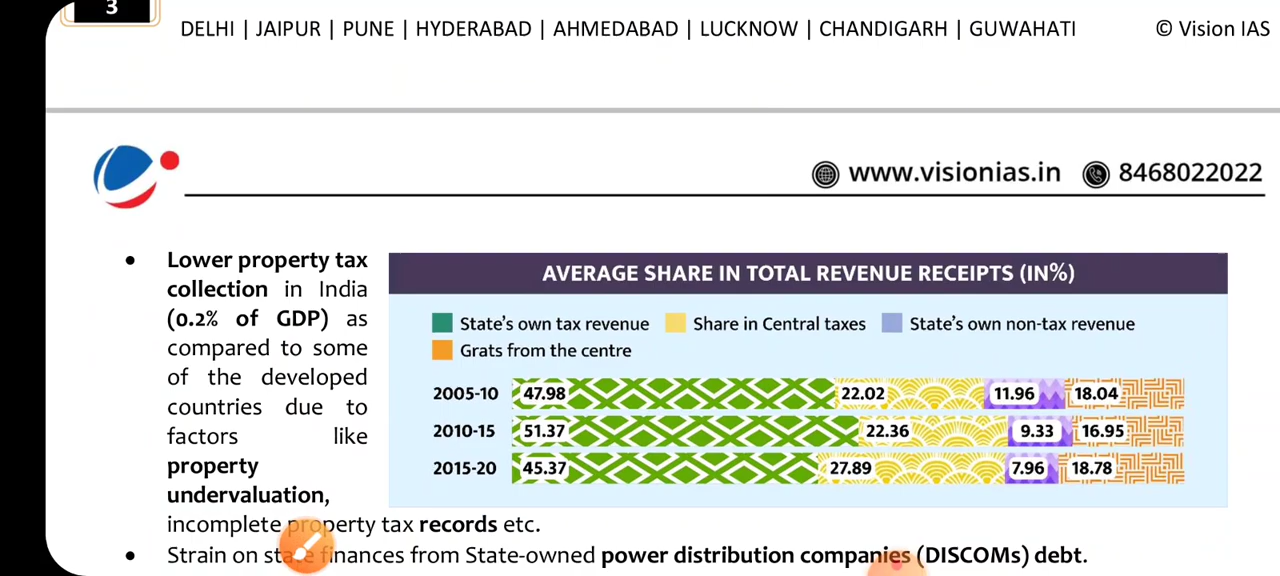 3
DELHI | JAIPUR | PUNE | HYDERABAD | AHMEDABAD | LUCKNOW | CHANDIGARH | GUWAHATI © Vision IAS
www.visionias.in 8468022022
• Lower property tax
collection in India
(0.2% of GDP) as
compared to some
of the developed
countries due to
factors like
property
undervaluation,
incomplete property tax records etc.
• Strain on state finances from State-owned power distribution companies (DISCOMs) debt.
AVERAGE SHARE IN TOTAL REVENUE RECEIPTS (IN%)
State's own tax revenue Share in Central taxes State's own non-tax revenue
Grats from the centre
2005-10 47.98 22.02 11.96 18.04
2010-15 51.37 22.36 9.33 16.95
2015-20 45.37 27.89 7.96 18.78